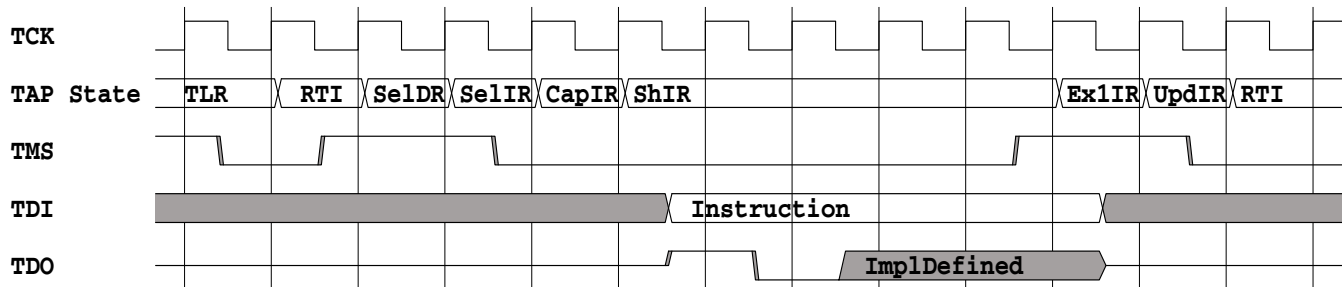 TCK
TAP State TLR RTI SelDR SelIR CapIR ShIR Ex1IR UpdIR RTI
TMS
TDI Instruction
TDO ImplDefined